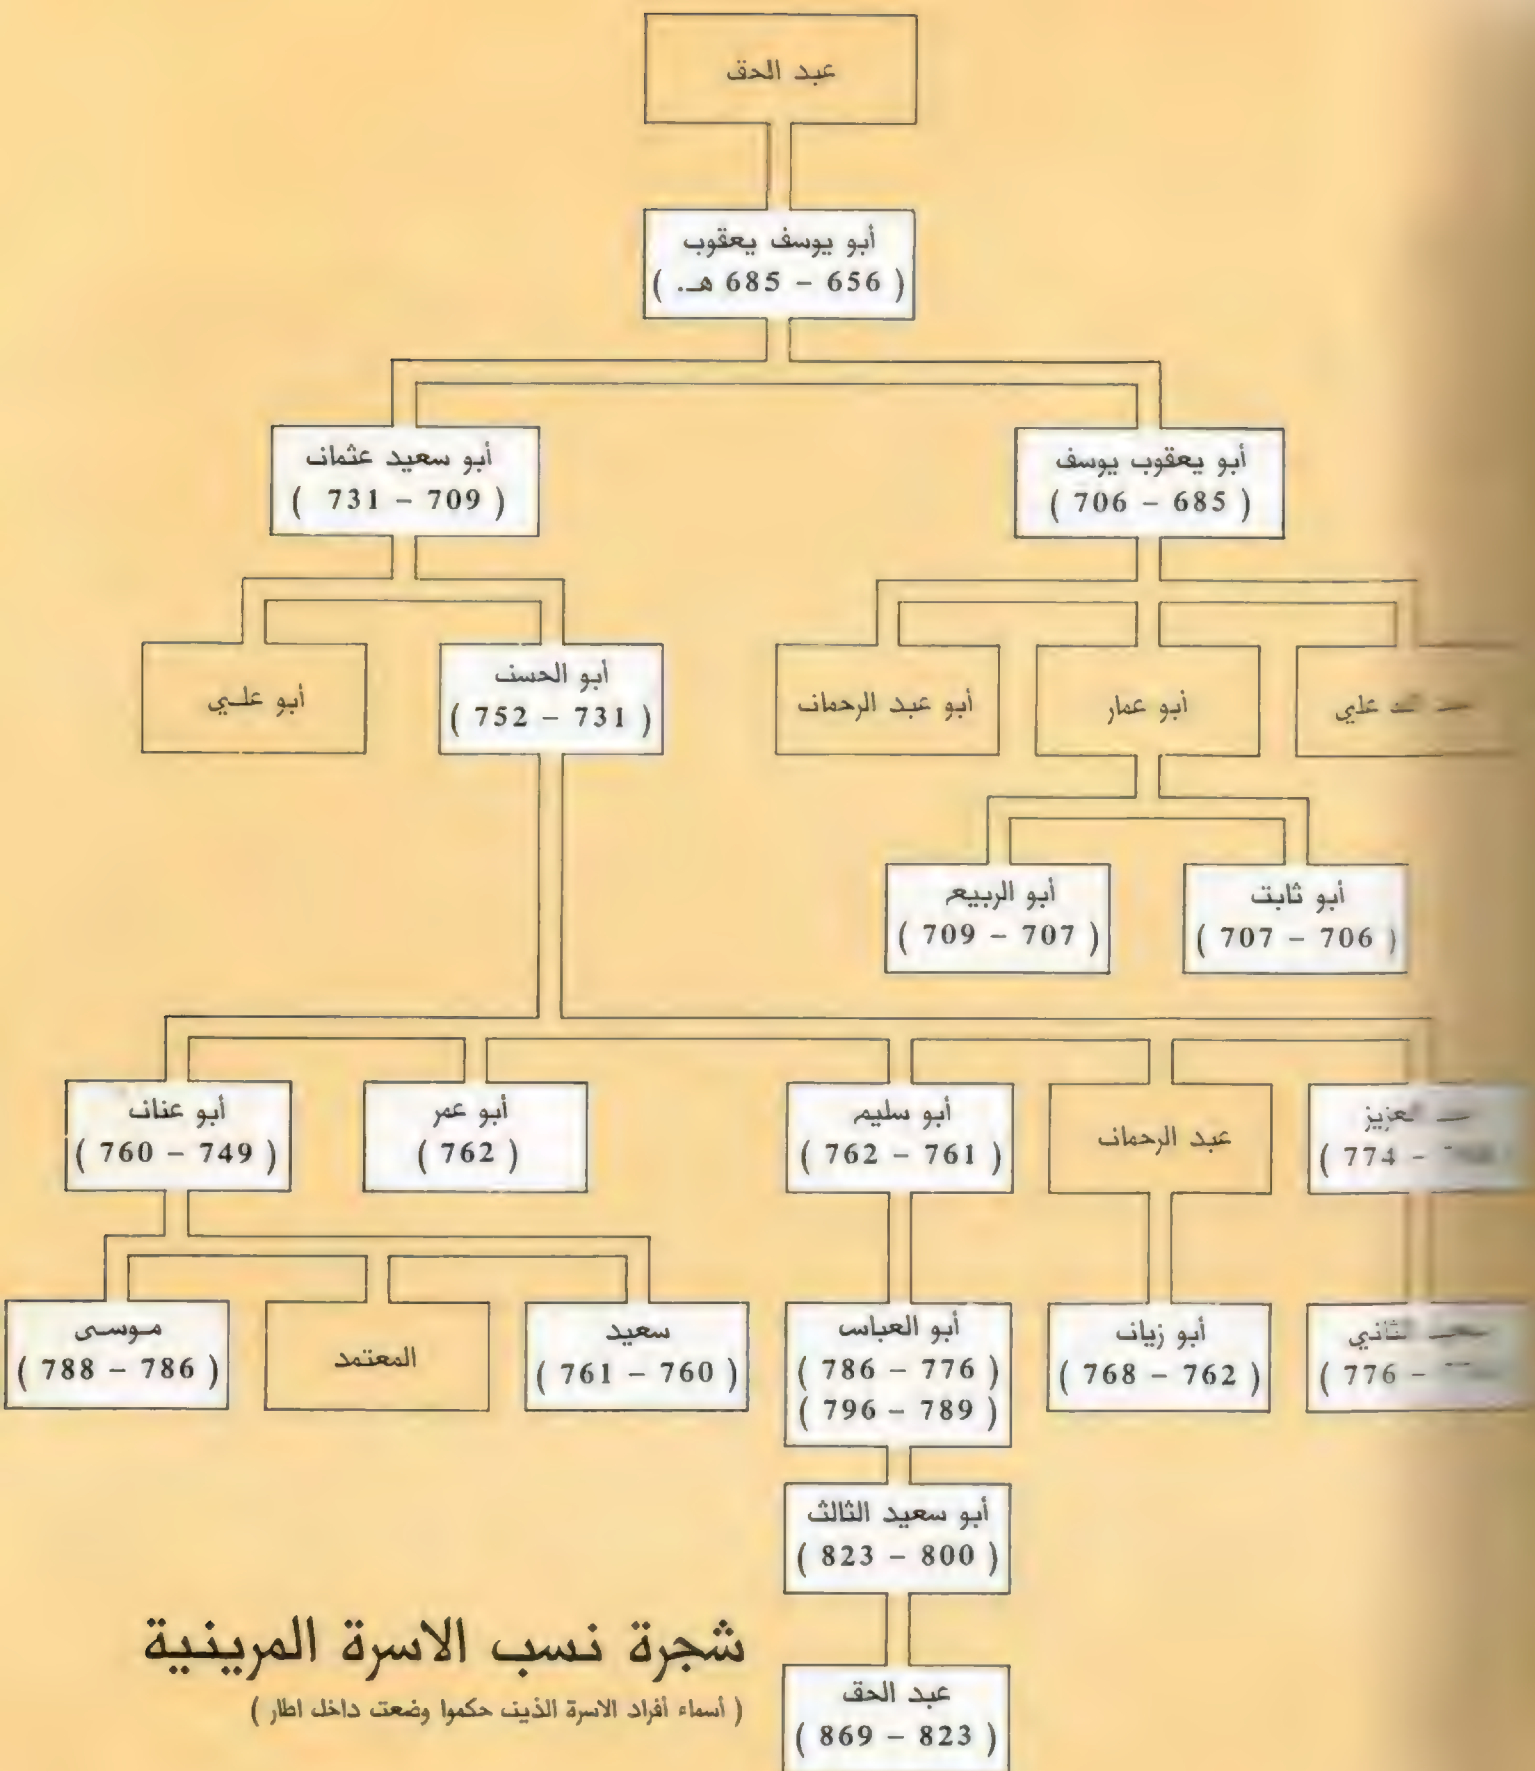 عبد الحق
أبو يوسف يعقوب
( 656 – 685 هـ. )
أبو يعقوب يوسف
( 685 – 706 )
أبو سعيد عثمان
( 709 – 731 )
علي
أبو عمار
أبو عبد الرحمان
أبو الحسن
( 731 – 752 )
أبو علي
أبو ثابت
( 706 – 707 )
أبو الربيع
( 707 – 709 )
العزيز
– 774 )
عبد الرحمان
أبو سليم
( 761 – 762 )
أبو عمر
( 762 )
أبو عنان
( 749 – 760 )
الثاني
– 776 )
أبو زيان
( 762 – 768 )
أبو العباس
( 776 – 786 )
( 789 – 796 )
سعيد
( 760 – 761 )
المعتمد
موسى
( 786 – 788 )
أبو سعيد الثالث
( 800 – 823 )
عبد الحق
( 823 – 869 )
شجرة نسب الاسرة المرينية
( أسماء أفراد الاسرة الذين حكموا وضعت داخل اطار )